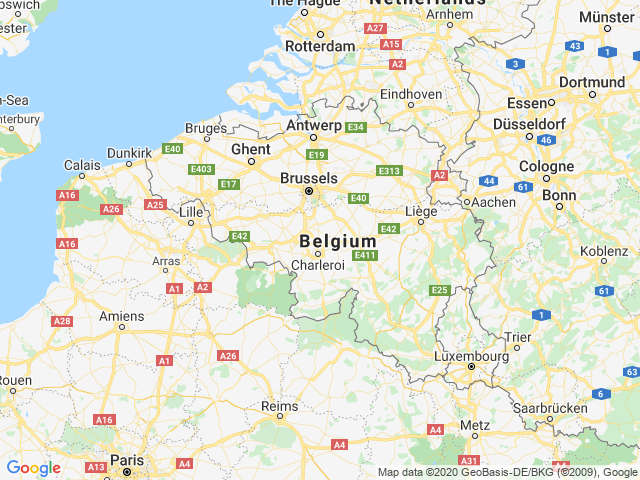 The Hague
Netherlands
Arnhem
Münster
Rotterdam
A27
A15
A2
43
1
3
Dortmund
Eindhoven
Essen
Antwerp
E34
Düsseldorf
46
Bruges
E40
Ghent
E19
Dunkirk
Calais
E403
E17
Brussels
E313
A2
44
61
Cologne
Bonn
A16
A26
A25
Lille
E40
Liège
Aachen
A16
E42
Belgium
E42
E411
Charleroi
Koblenz
Arras
A1
A2
E25
61
A28
Amiens
1
Trier
A1
A26
Luxembourg
63
Rouen
6
Reims
Saarbrücken
A16
A4
Metz
A4
Paris
A13
A4
A31
A4
Google
Map data ©2020 GeoBasis-DE/BKG (©2009), Google